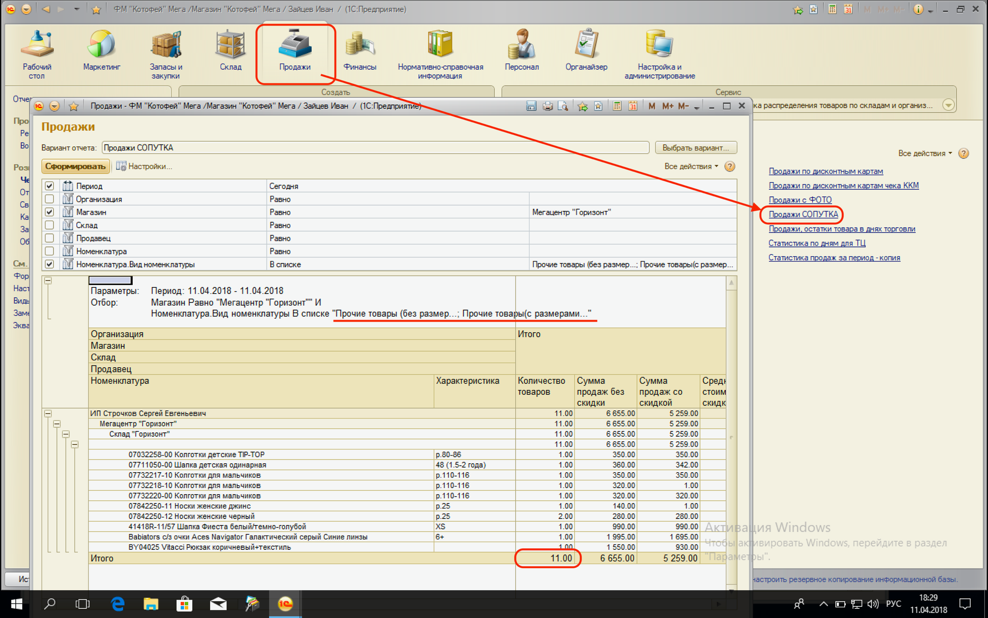 ФМ "Котофей" Мега /Магазин "Котофей" Мега / Зайцев Иван / (1С:Предприятие)
M M+ M-
Рабочий стол
Маркетинг
Запасы и закупки
Склад
Продажи
Финансы
Нормативно-справочная информация
Персонал
Органайзер
Настройка и администрирование
Создать
Сервис
ка распределения товаров по складам и организ...
Продажи - ФМ "Котофей" Мега /Магазин "Котофей" Мега / Зайцев Иван / (1С:Предприятие)
M M+ M-
Продажи
Вариант отчета: Продажи СОПУТКА Выбрать вариант...
Сформировать Настройки... Все действия
Период Сегодня
Организация Равно
Магазин Равно Мегацентр "Горизонт"
Склад Равно
Продавец Равно
Номенклатура Равно
Номенклатура.Вид номенклатуры В списке Прочие товары (без размер...; Прочие товары(с размерам...
Параметры: Период: 11.04.2018 - 11.04.2018
Отбор: Магазин Равно "Мегацентр "Горизонт"" И
Номенклатура.Вид номенклатуры В списке "Прочие товары (без размер...; Прочие товары(с размерами..."
Организация Итого
Магазин
Склад
Продавец
Номенклатура Характеристика Количество товаров Сумма продаж без скидки Сумма продаж со скидкой Средн стоим скидк
ИП Строчков Сергей Евгеньевич 11.00 6 655.00 5 259.00
Мегацентр "Горизонт" 11.00 6 655.00 5 259.00
Склад "Горизонт" 11.00 6 655.00 5 259.00
11.00 6 655.00 5 259.00
07032258-00 Колготки детские TIP-TOP р.80-86 1.00 350.00 350.00
07711050-00 Шапка детская одинарная 48 (1.5-2 года) 1.00 360.00 342.00
07732217-10 Колготки для мальчиков р.110-116 1.00 350.00 350.00
07732218-10 Колготки для мальчиков р.110-116 1.00 320.00 1.00
07732220-00 Колготки для мальчиков р.110-116 1.00 320.00 320.00
07842250-11 Носки женские джинс р.25 1.00 140.00 1.00
07842250-12 Носки женские черный р.25 2.00 280.00 280.00
41418R-11/57 Шапка Фиеста белый/темно-голубой XS 1.00 990.00 990.00
Babiators с/з очки Aces Navigator Галактический серый Синие линзы 6+ 1.00 1 995.00 1 695.00
BY04025 Vitacci Рюкзак коричневый+текстиль 1.00 1 550.00 930.00
Итого 11.00 6 655.00 5 259.00
Все действия
Продажи по дисконтным картам
Продажи по дисконтным картам чека ККМ
Продажи с ФОТО
Продажи СОПУТКА
Продажи, остатки товара в днях торговли
Статистика по дням для ТЦ
Статистика продаж за период - копия
Активация Windows
Чтобы активировать Windows, перейдите в раздел
"Параметры".
настроить резервное копирование информационной базы.
РУС
18:29
11.04.2018